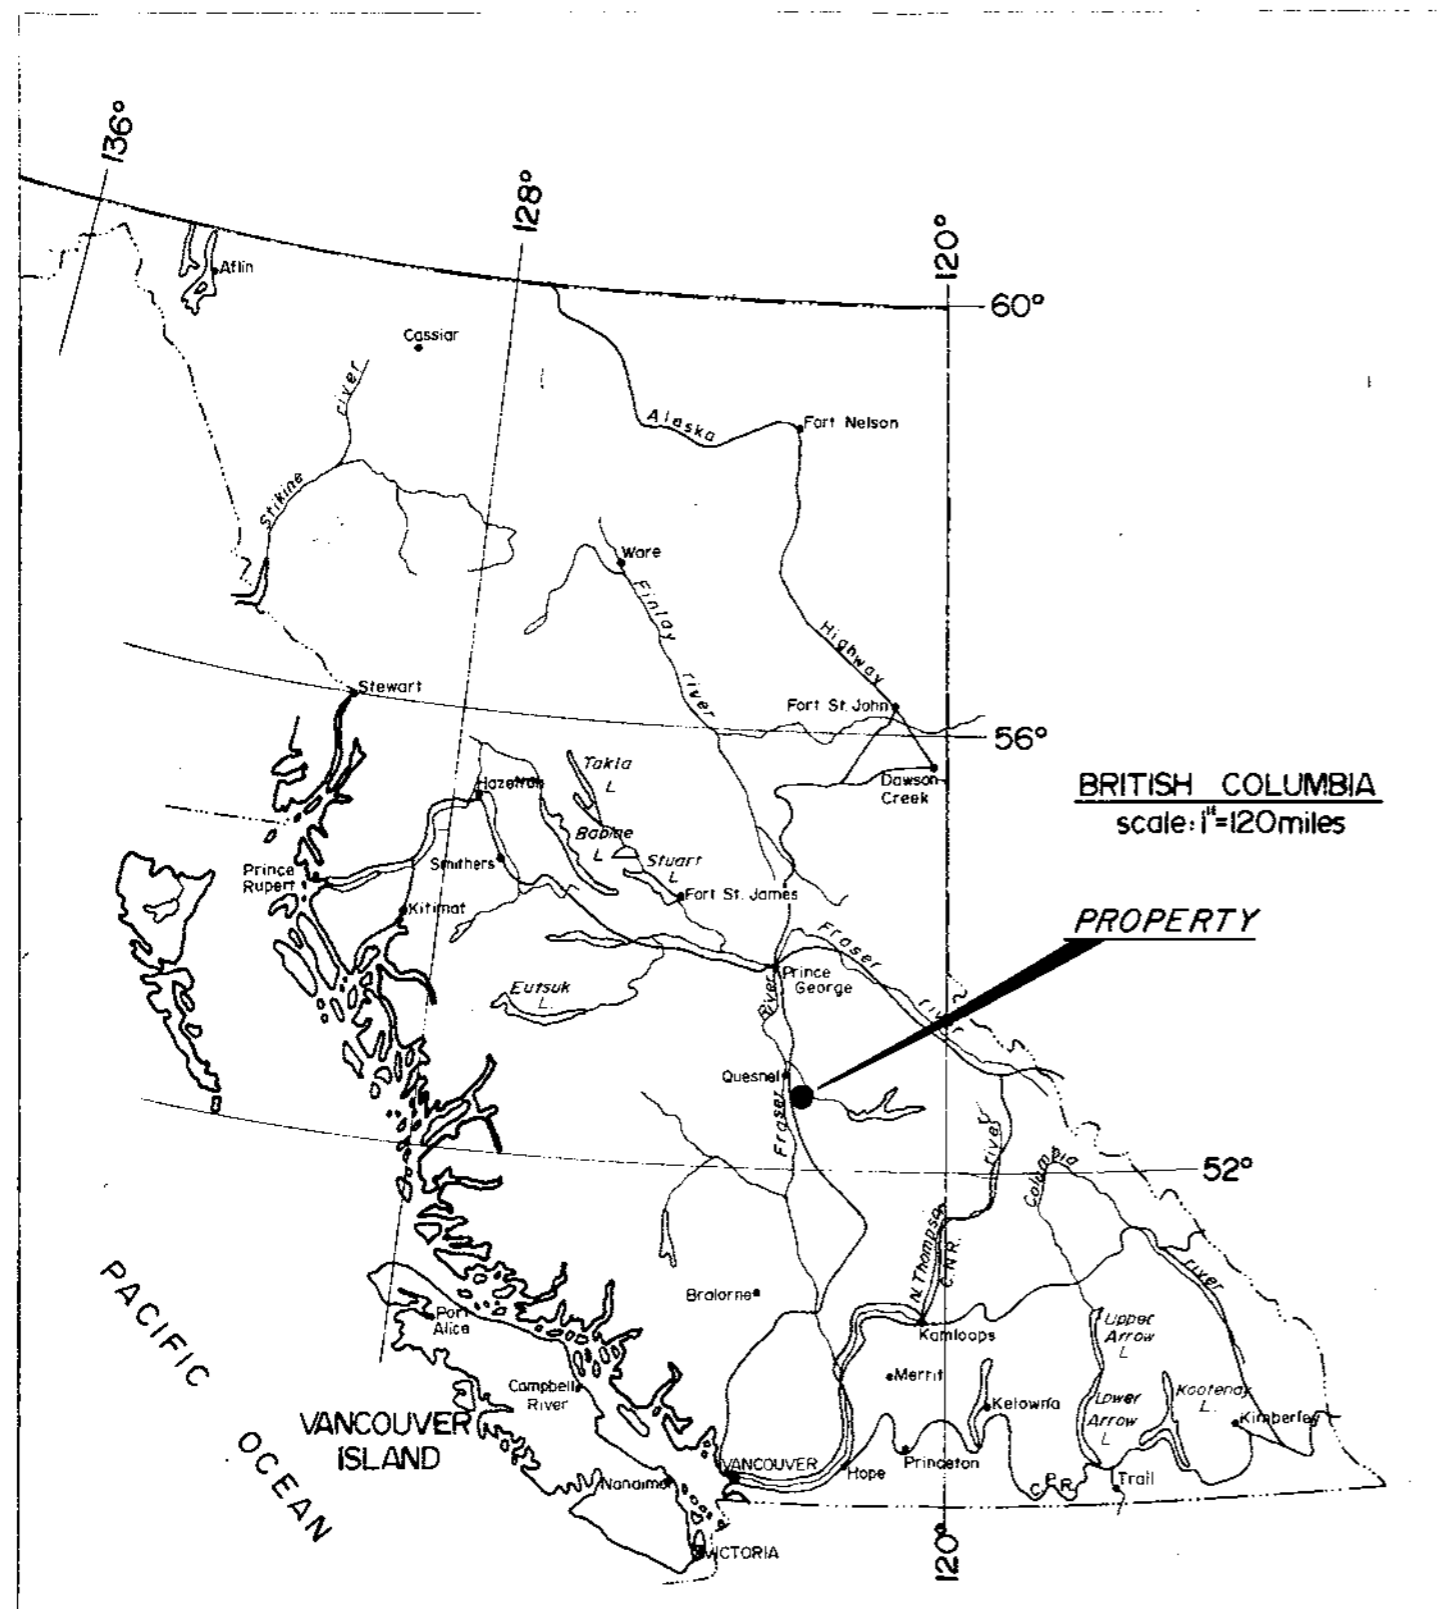 136°
128°
120°
Atlin
60°
Cassiar
river
Alaska
Fort Nelson
Stikine
Ware
Finlay
Highway
river
Stewart
Fort St. John
56°
Takla
L
Hazelton
Dawson
Creek
BRITISH COLUMBIA
scale: 1"=120miles
Babine
L
Smithers
Stuart
L
Prince
Rupert
Fort St. James
Kitimat
PROPERTY
Fraser
Prince
George
Eutsuk
L.
River
river
Quesnel
Fraser
river
Columbia
52°
N. Thompson
C.N.R.
river
PACIFIC
OCEAN
Bralorne
Port
Alice
Kamloops
Upper
Arrow
L
Merrit
Campbell
River
Kelowna
Lower
Arrow
L
Kootenay
L.
Kimberley
VANCOUVER
ISLAND
VANCOUVER
Hope
Princeton
Nanaimo
C.P.R.
Trail
VICTORIA
120°